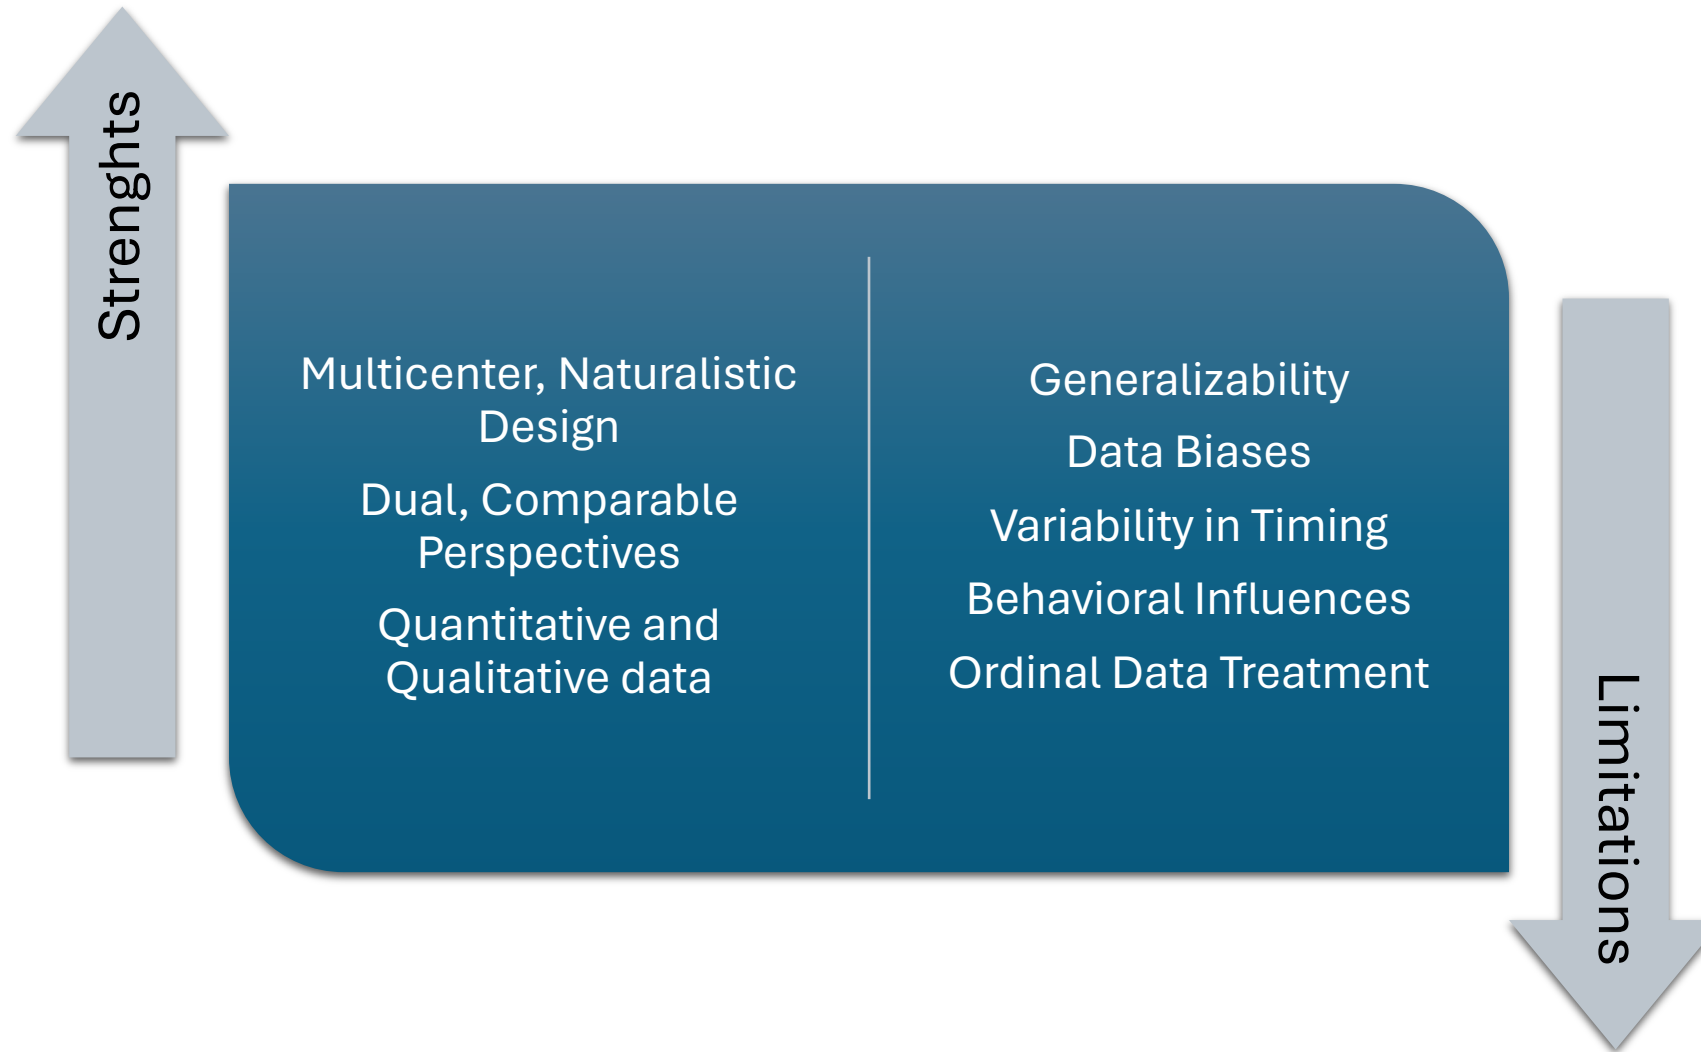 Strenghts
Multicenter, Naturalistic
Design
Dual, Comparable
Perspectives
Quantitative and
Qualitative data
Generalizability
Data Biases
Variability in Timing
Behavioral Influences
Ordinal Data Treatment
Limitations